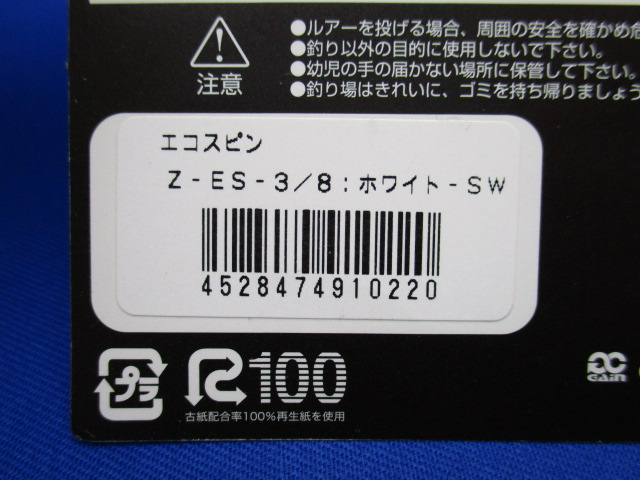 ●ルアーを投げる場合、周囲の安全を確かめ
●釣り以外の目的に使用しないで下さい。
●幼児の手の届かない場所に保管して下さい。
●釣り場はきれいに、ゴミを持ち帰りましょう
注意
エコスピン
Z-ES-3/8:ホワイト-SW
4528474910220
プラ
R100
古紙配合率100%再生紙を使用
GAIN